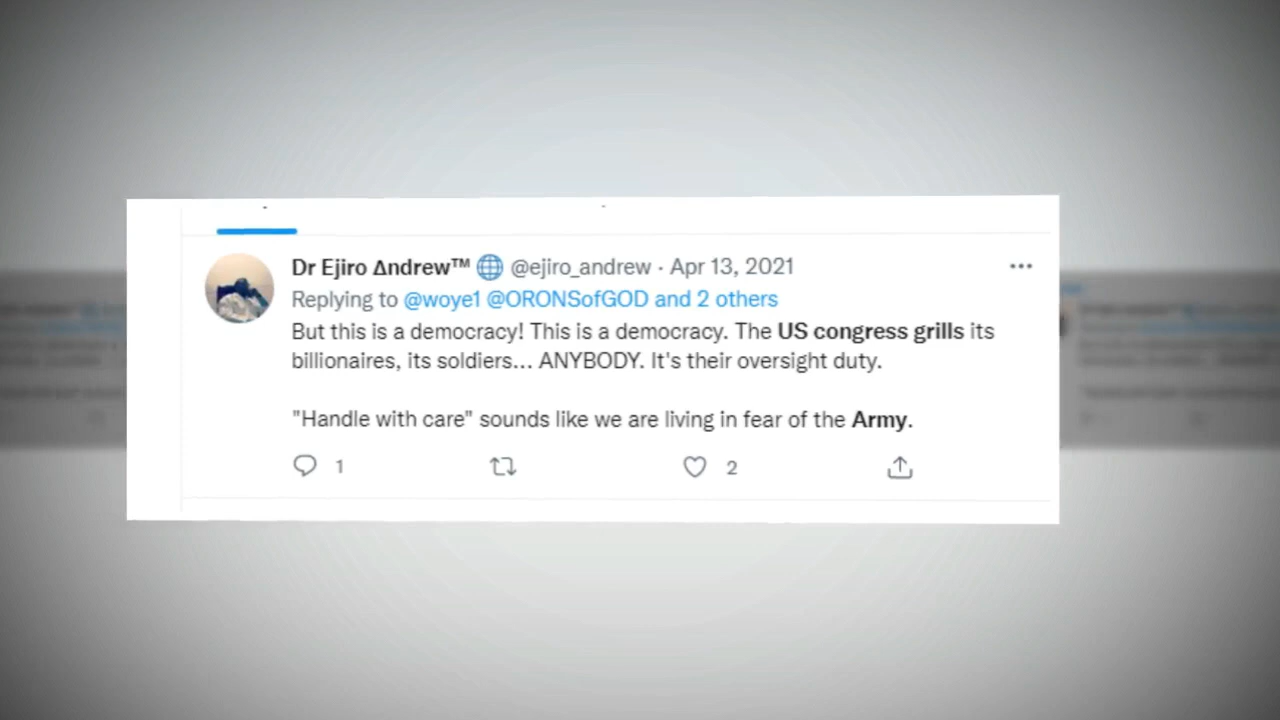 Dr Ejiro Δndrew™ 🌐 @ejiro_andrew · Apr 13, 2021
Replying to @woye1 @ORONSofGOD and 2 others
But this is a democracy! This is a democracy. The US congress grills its
billionaires, its soldiers... ANYBODY. It's their oversight duty.
"Handle with care" sounds like we are living in fear of the Army.
1 2